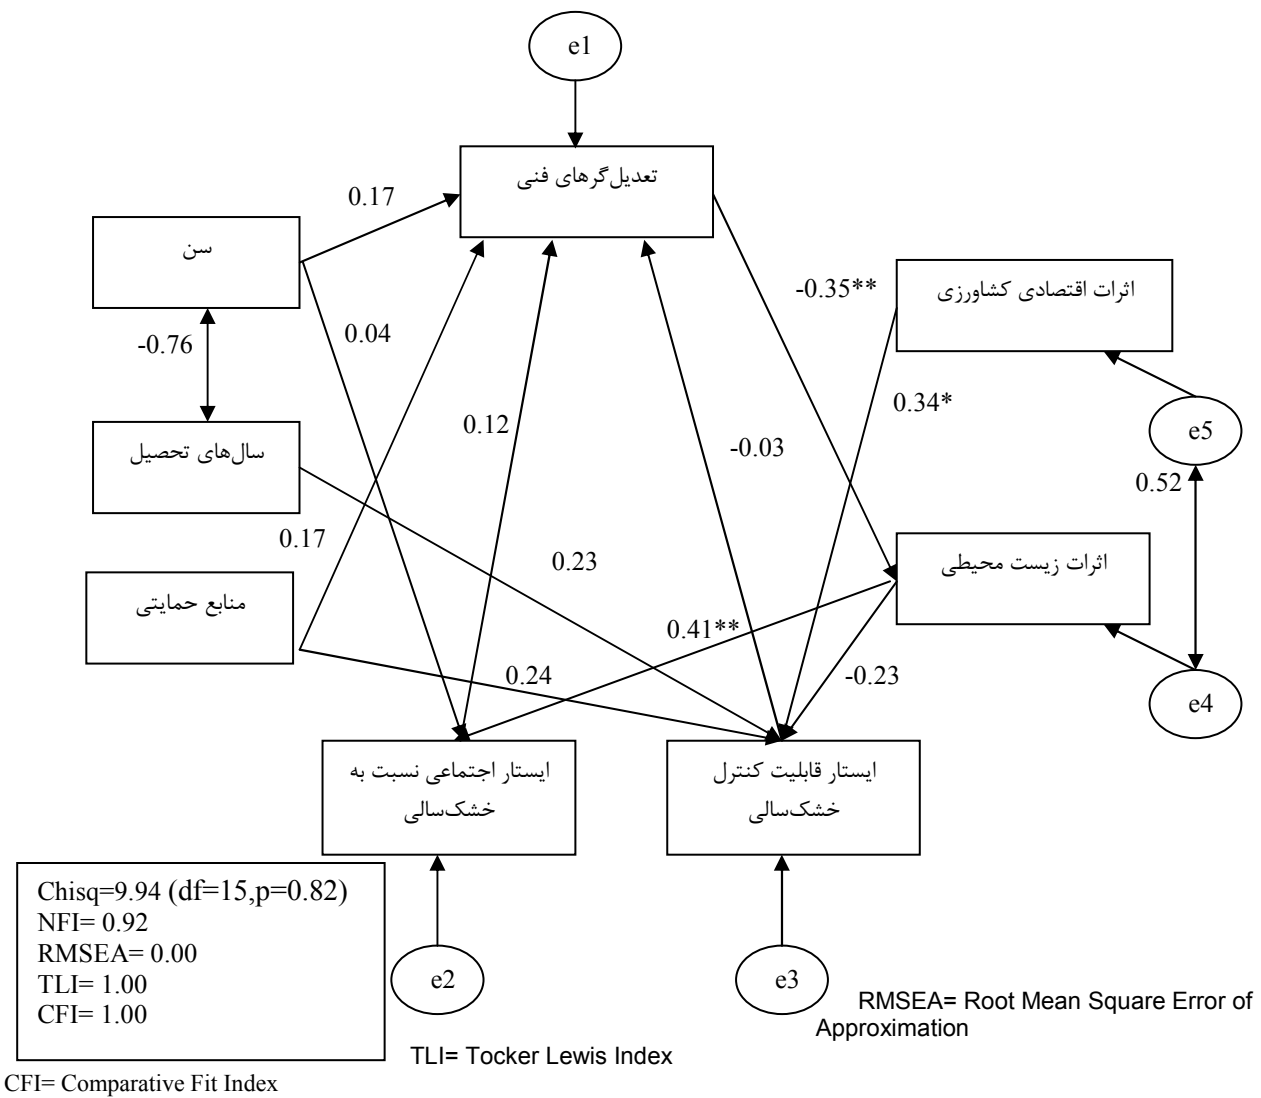 e1
تعدیل‌گرهای فنی
0.17
سن
-0.35**
اثرات اقتصادی کشاورزی
-0.76
0.04
0.34*
0.12
e5
سال‌های تحصیل
-0.03
0.52
0.17
0.23
اثرات زیست محیطی
منابع حمایتی
0.41**
0.24
-0.23
e4
ایستار اجتماعی نسبت به
خشک‌سالی
ایستار قابلیت کنترل
خشک‌سالی
Chisq=9.94 (df=15,p=0.82)
NFI= 0.92
RMSEA= 0.00
TLI= 1.00
CFI= 1.00
e2
e3
RMSEA= Root Mean Square Error of
Approximation
TLI= Tocker Lewis Index
CFI= Comparative Fit Index